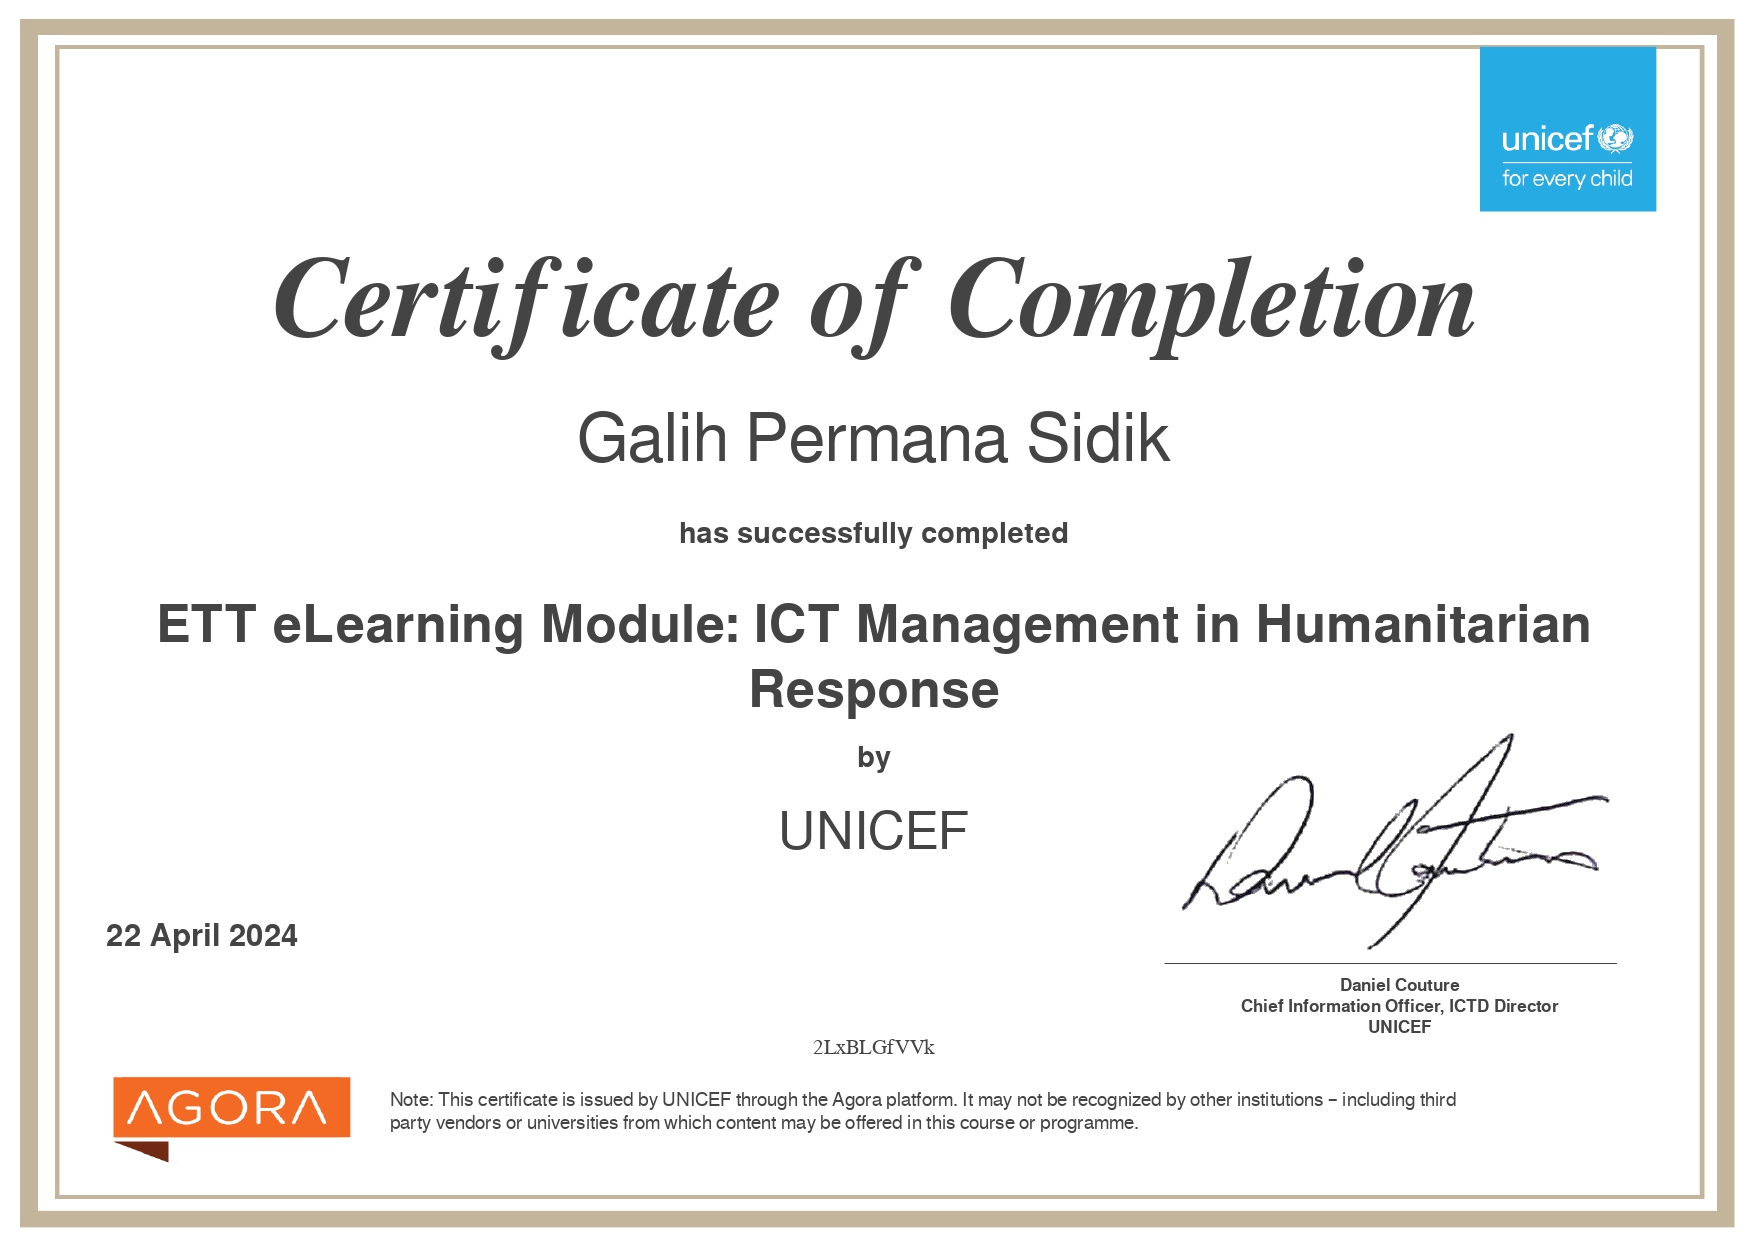 unicef
for every child
Certificate of Completion
Galih Permana Sidik
has successfully completed
ETT eLearning Module: ICT Management in Humanitarian
Response
by
UNICEF
22 April 2024
Daniel Couture
Chief Information Officer, ICTD Director
UNICEF
2LxBLGfVVk
AGORA
Note: This certificate is issued by UNICEF through the Agora platform. It may not be recognized by other institutions – including third
party vendors or universities from which content may be offered in this course or programme.